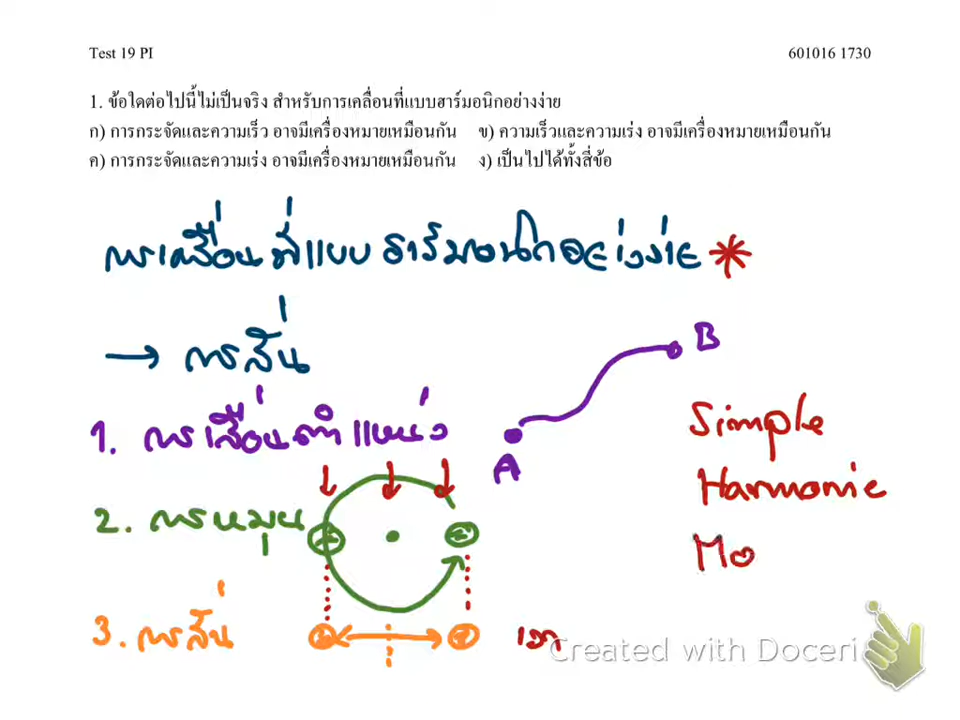 Test 19 PI 601016 1730
1. ข้อใดต่อไปนี้ไม่เป็นจริง สำหรับการเคลื่อนที่แบบฮาร์มอนิกอย่างง่าย
ก) การกระจัดและความเร็ว อาจมีเครื่องหมายเหมือนกัน ข) ความเร็วและความเร่ง อาจมีเครื่องหมายเหมือนกัน
ค) การกระจัดและความเร่ง อาจมีเครื่องหมายเหมือนกัน ง) เป็นไปได้ทั้งสี่ข้อ
การเคลื่อนที่แบบฮาร์มอนิกอย่างง่าย *
→ การสั่น
B
1. การเลื่อนตำแหน่ง
A
Simple
Harmonic
Mo
2. การหมุน
3. การสั่น
Created with Doceri